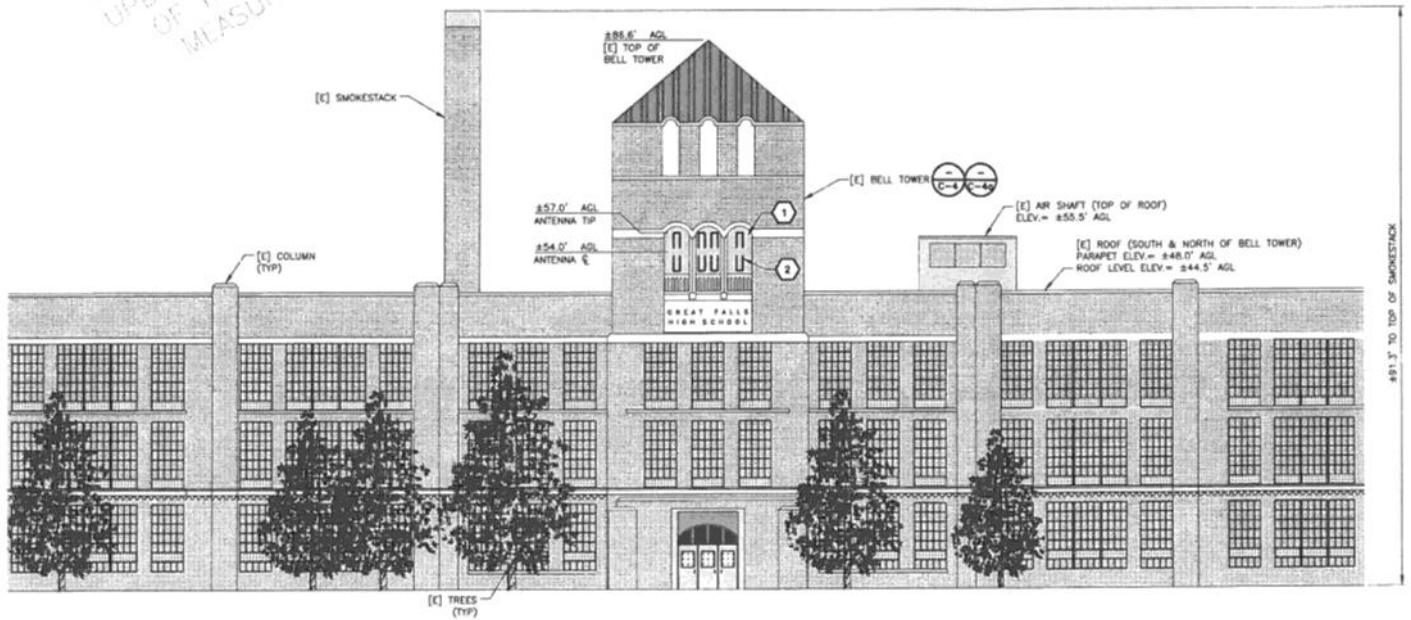 OF
MEASU
±86.6' AGL
[E] TOP OF
BELL TOWER
[E] SMOKESTACK
[E] BELL TOWER
-
-
C-4
C-4a
±57.0' AGL
ANTENNA TIP
1
[E] AIR SHAFT (TOP OF ROOF)
ELEV.= ±55.5' AGL
±54.0' AGL
ANTENNA ℄
2
[E] COLUMN
(TYP)
[E] ROOF (SOUTH & NORTH OF BELL TOWER)
PARAPET ELEV.= ±48.0' AGL
ROOF LEVEL ELEV.= ±44.5' AGL
GREAT FALLS
HIGH SCHOOL
±91.3' TO TOP OF SMOKESTACK
[E] TREES
(TYP)